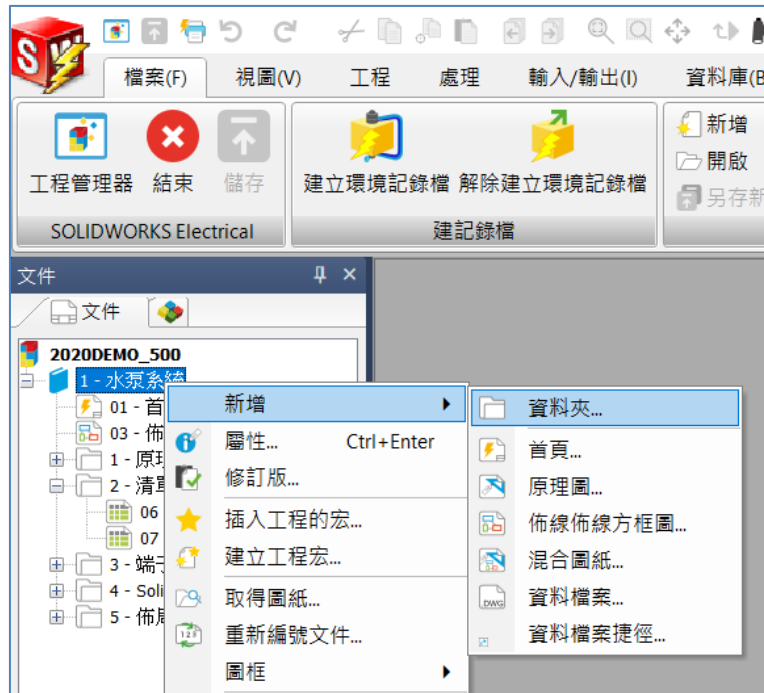 檔案(F) 視圖(V) 工程 處理 輸入/輸出(I) 資料庫(B
工程管理器 結束 儲存 建立環境記錄檔 解除建立環境記錄檔
新增
開啟
另存新
SOLIDWORKS Electrical 建記錄檔
文件
文件
2020DEMO_500
1 - 水泵系統
01 - 首
03 - 佈
1 - 原理
2 - 清單
06
07
3 - 端子
4 - Soli
5 - 佈局
新增
屬性... Ctrl+Enter
修訂版...
插入工程的宏...
建立工程宏...
取得圖紙...
重新編號文件...
圖框
資料夾...
首頁...
原理圖...
佈線佈線方框圖...
混合圖紙...
DWG 資料檔案...
資料檔案捷徑...